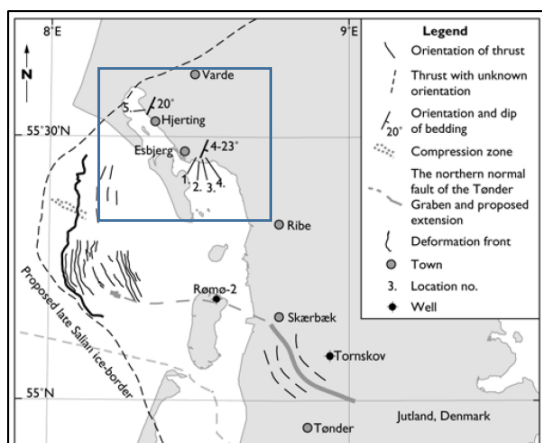 8°E
9°E
N
Varde
5.
20°
Hjerting
55°30'
Esbjerg
4-23°
1.
2.
3.
4.
Ribe
Rømø-2
Proposed late Salian ice-border
Skærbæk
Tornskov
55°N
Tønder
Jutland, Denmark
Legend
Orientation of thrust
Thrust with unknown
orientation
20°
Orientation and dip
of bedding
Compression zone
The northern normal
fault of the Tønder
Graben and proposed
extension
Deformation front
Town
3.
Location no.
Well